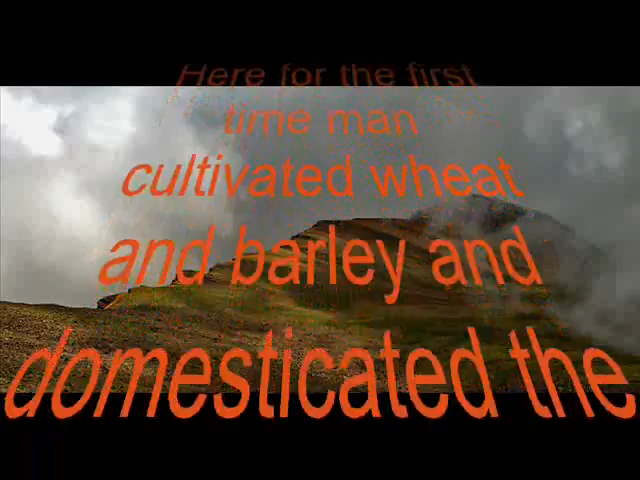 Here for the first
time man
cultivated wheat
and barley and
domesticated the